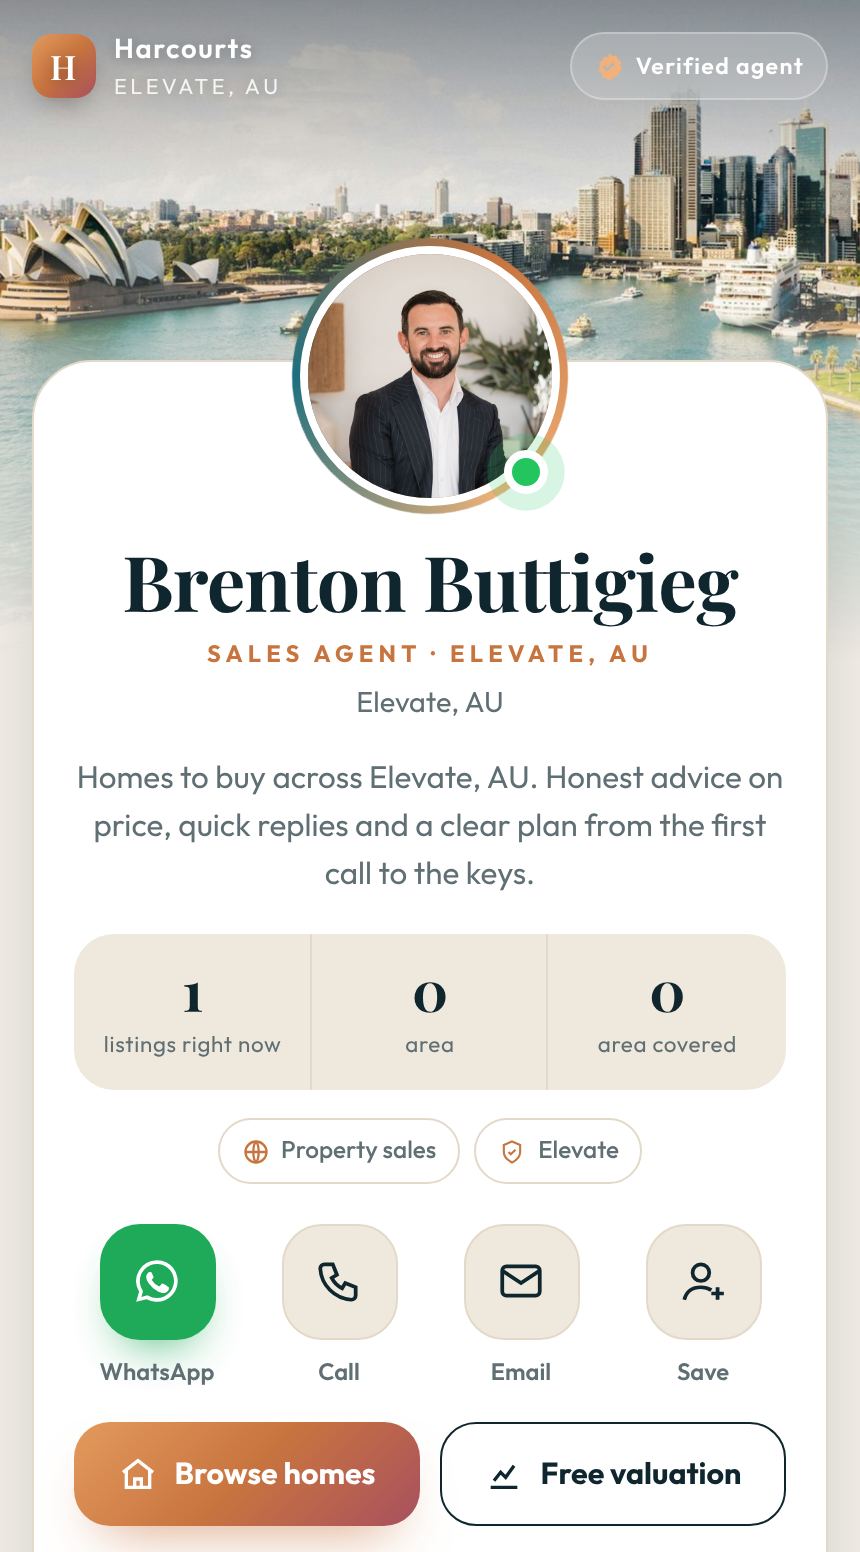 H
Harcourts
ELEVATE, AU
Verified agent
Brenton Buttigieg
SALES AGENT · ELEVATE, AU
Elevate, AU
Homes to buy across Elevate, AU. Honest advice on
price, quick replies and a clear plan from the first
call to the keys.
1
listings right now
0
area
0
area covered
Property sales
Elevate
WhatsApp
Call
Email
Save
Browse homes
Free valuation